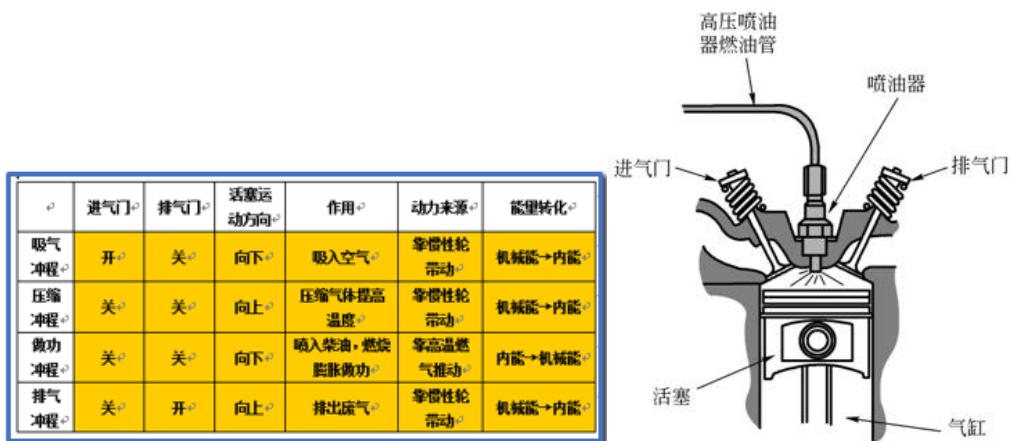 高压喷油
器燃油管
喷油器
进气门
排气门
活塞
气缸
进气门 排气门 活塞运动方向 作用 动力来源 能量转化
吸气冲程 开 关 向下 吸入空气 靠惯性轮带动 机械能→内能
压缩冲程 关 关 向上 压缩气体提高温度 靠惯性轮带动 机械能→内能
做功冲程 关 关 向下 喷入柴油，燃烧膨胀做功 靠高温燃气推动 内能→机械能
排气冲程 关 开 向上 排出废气 靠惯性轮带动 机械能→内能